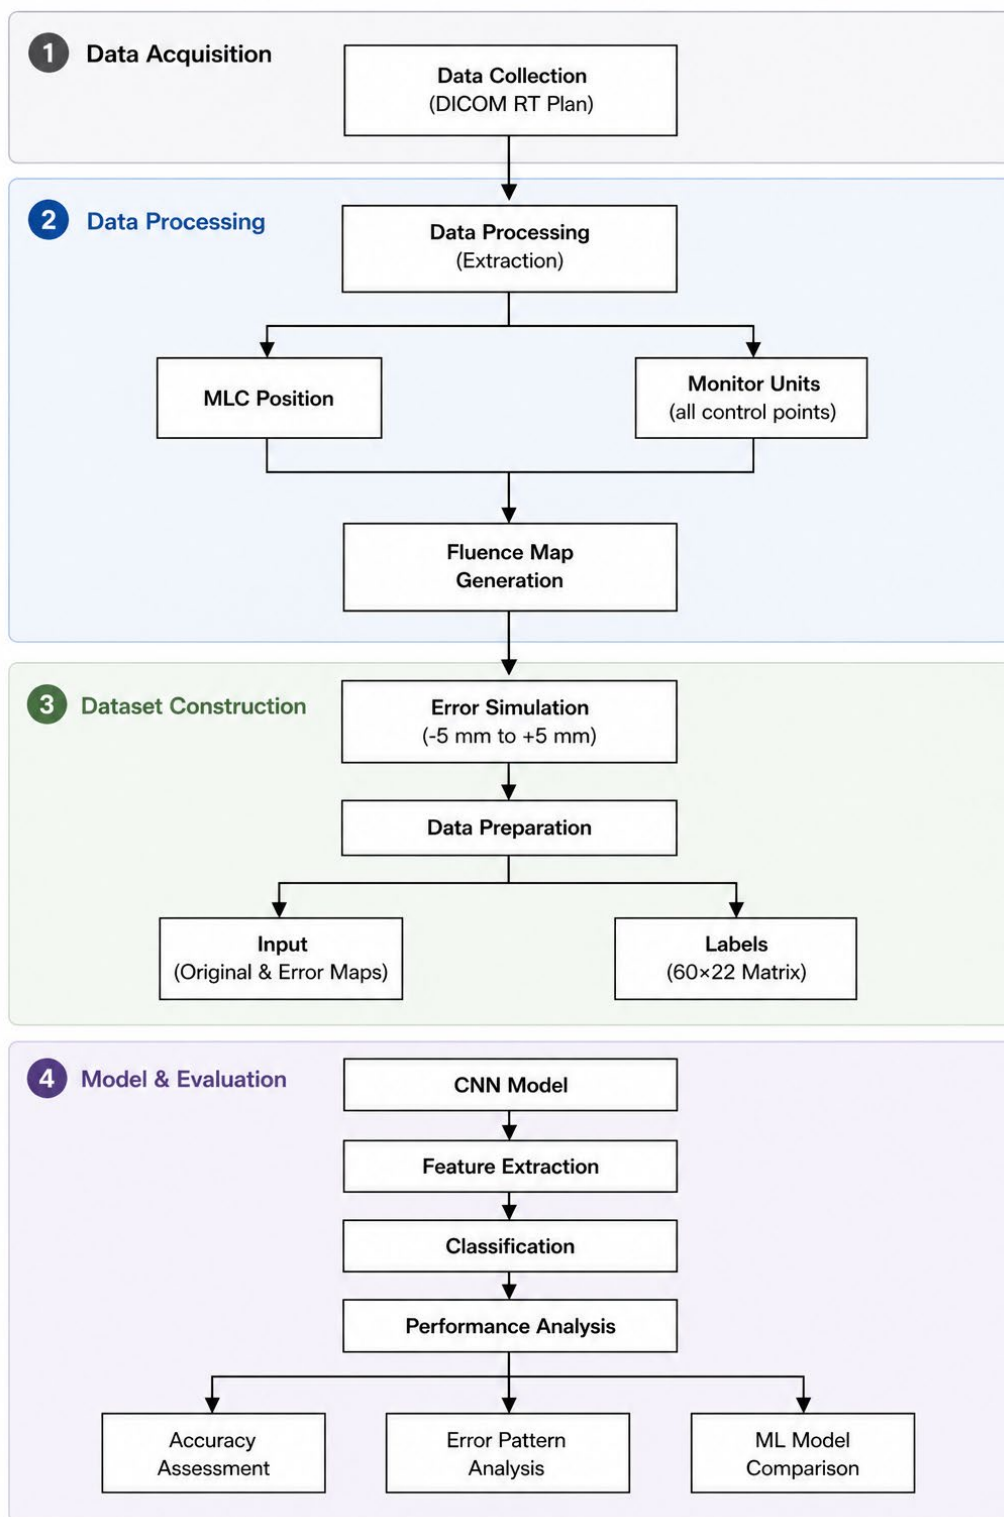 1 Data Acquisition
Data Collection
(DICOM RT Plan)
2 Data Processing
Data Processing
(Extraction)
MLC Position
Monitor Units
(all control points)
Fluence Map
Generation
3 Dataset Construction
Error Simulation
(-5 mm to +5 mm)
Data Preparation
Input
(Original & Error Maps)
Labels
(60×22 Matrix)
4 Model & Evaluation
CNN Model
Feature Extraction
Classification
Performance Analysis
Accuracy
Assessment
Error Pattern
Analysis
ML Model
Comparison